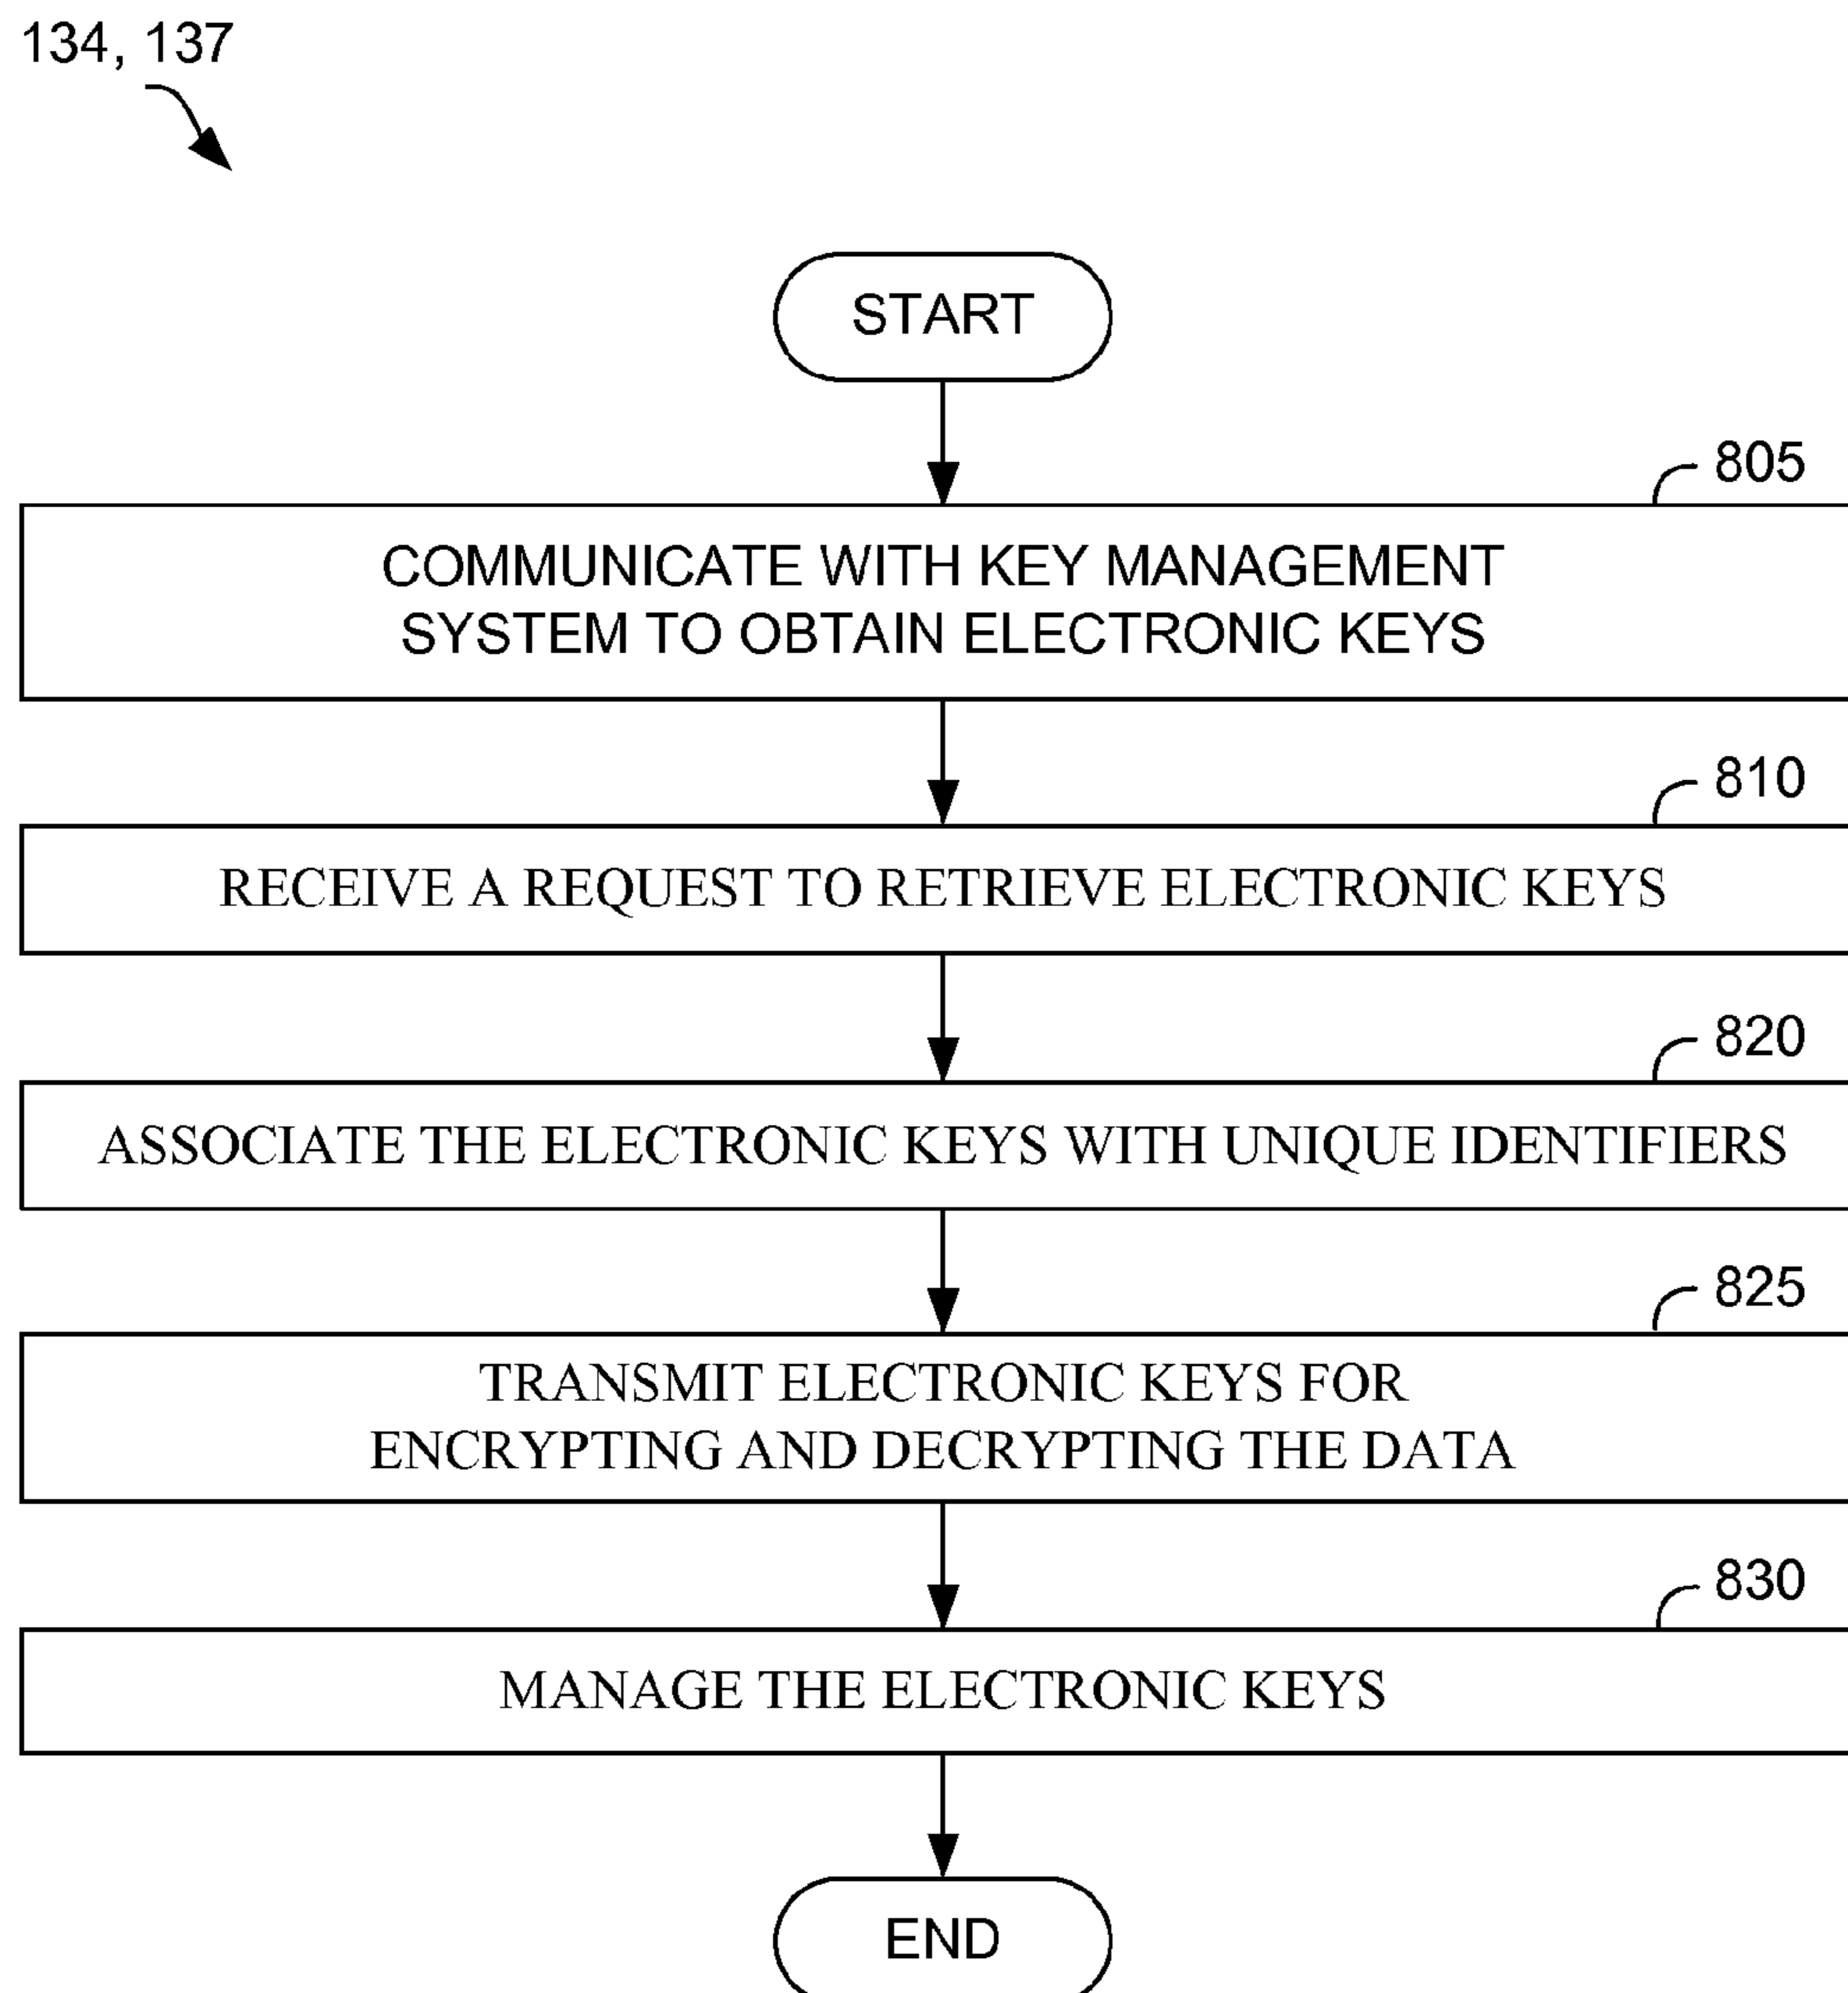 134, 137
START
805
COMMUNICATE WITH KEY MANAGEMENT
SYSTEM TO OBTAIN ELECTRONIC KEYS
810
RECEIVE A REQUEST TO RETRIEVE ELECTRONIC KEYS
820
ASSOCIATE THE ELECTRONIC KEYS WITH UNIQUE IDENTIFIERS
825
TRANSMIT ELECTRONIC KEYS FOR
ENCRYPTING AND DECRYPTING THE DATA
830
MANAGE THE ELECTRONIC KEYS
END